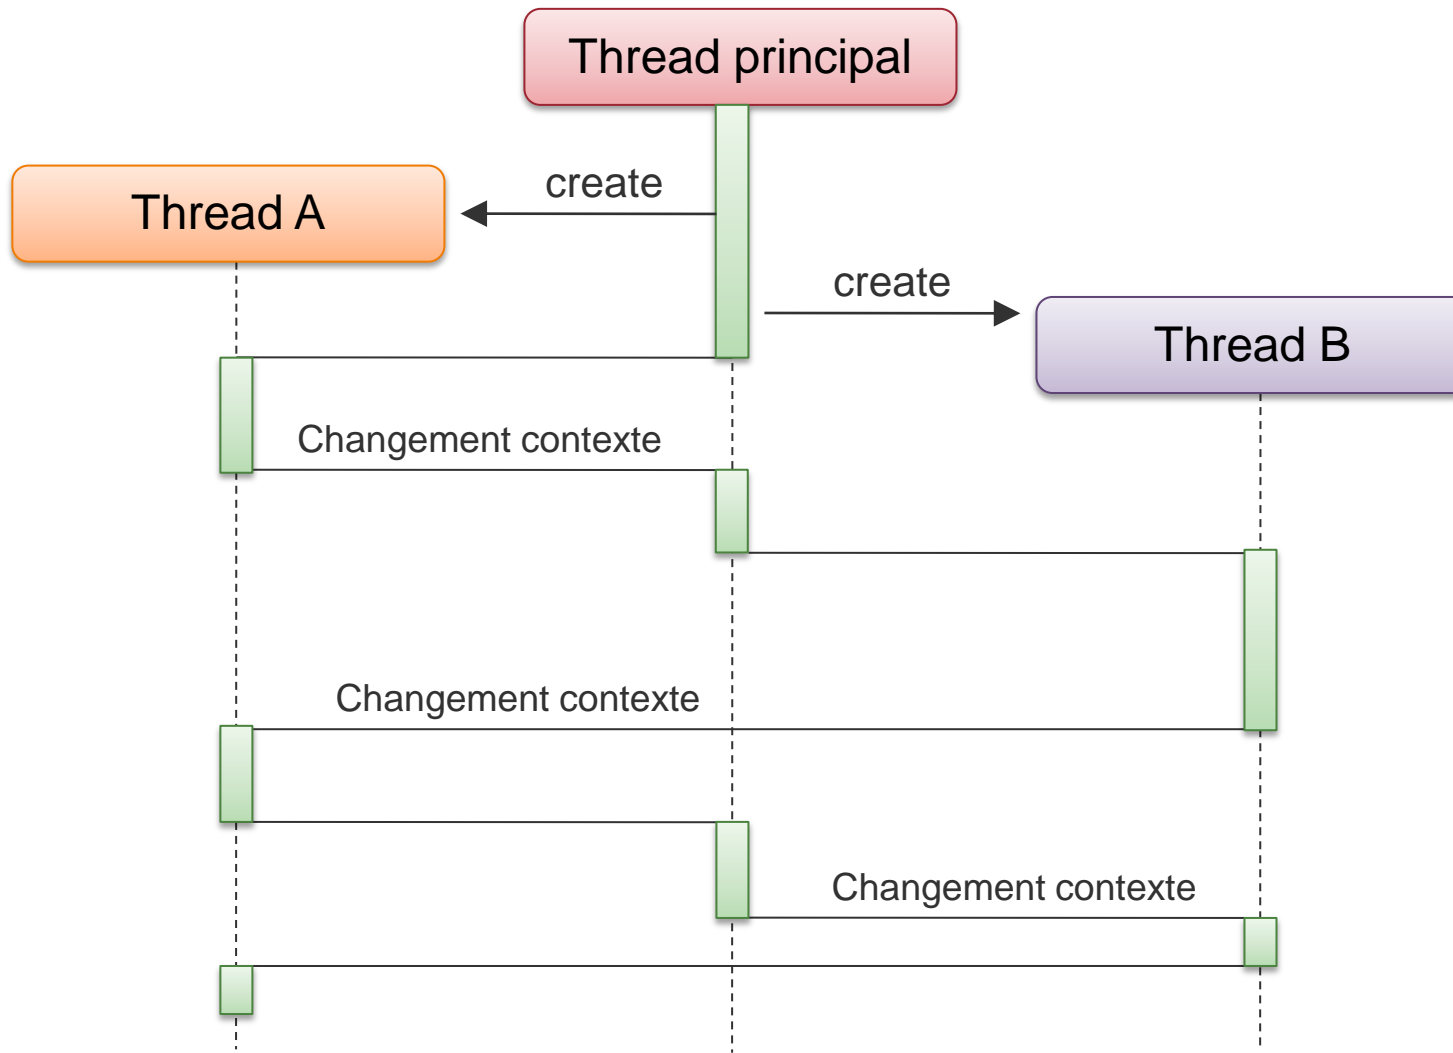 Thread principal
create
Thread A
create
Thread B
Changement contexte
Changement contexte
Changement contexte